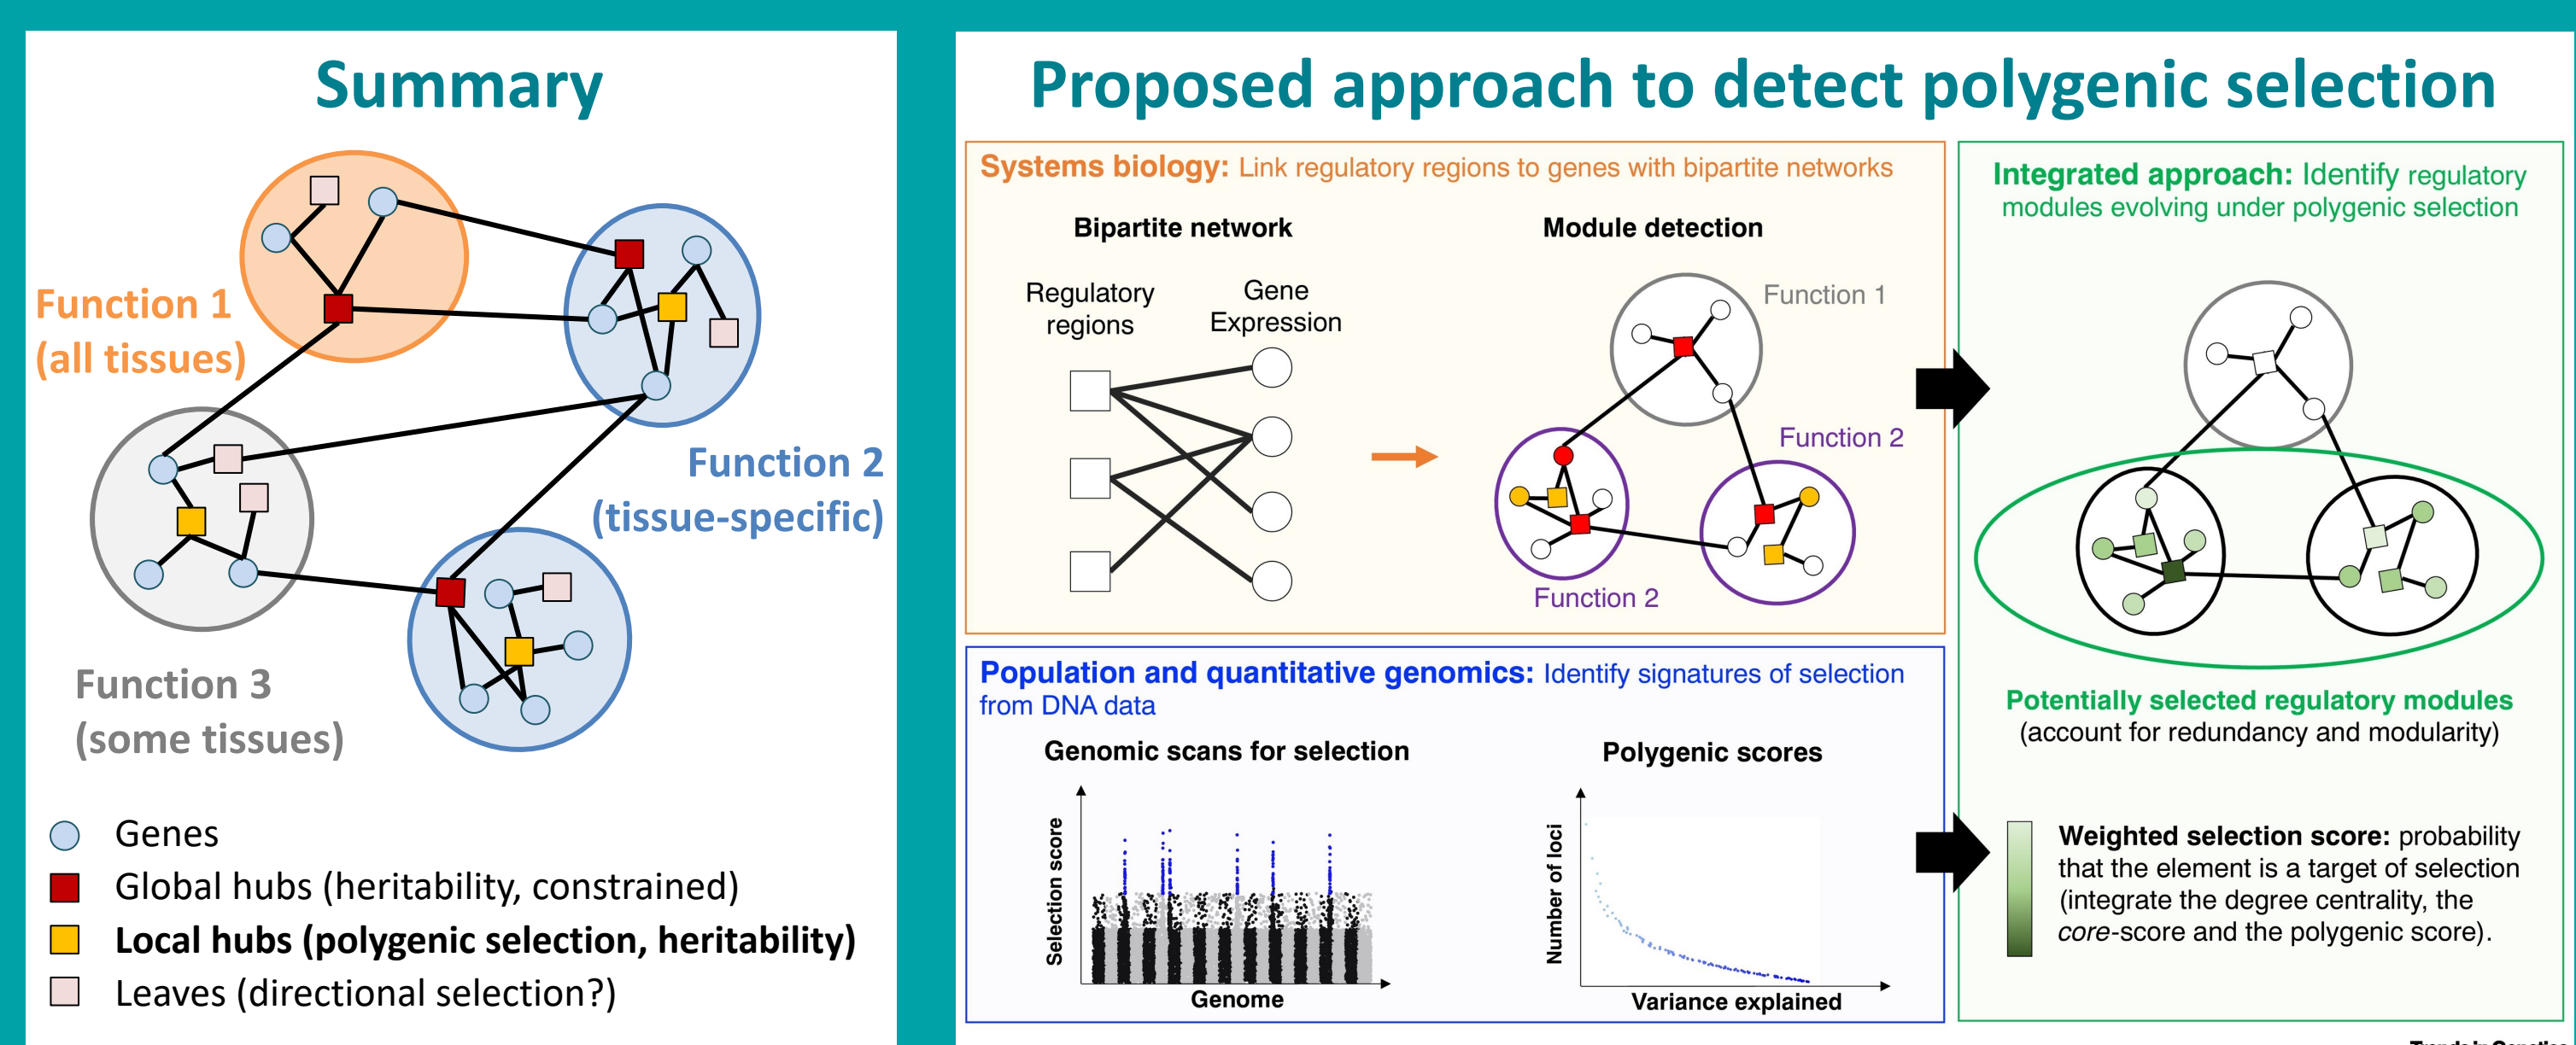 Summary
Function 1
(all tissues)
Function 2
(tissue-specific)
Function 3
(some tissues)
Genes
Global hubs (heritability, constrained)
Local hubs (polygenic selection, heritability)
Leaves (directional selection?)
Proposed approach to detect polygenic selection
Systems biology: Link regulatory regions to genes with bipartite networks
Bipartite network
Regulatory
regions
Gene
Expression
Module detection
Function 1
Function 2
Function 2
Population and quantitative genomics: Identify signatures of selection
from DNA data
Genomic scans for selection
Selection score
Genome
Polygenic scores
Number of loci
Variance explained
Integrated approach: Identify regulatory
modules evolving under polygenic selection
Potentially selected regulatory modules
(account for redundancy and modularity)
Weighted selection score: probability
that the element is a target of selection
(integrate the degree centrality, the
core-score and the polygenic score).
Trends in Genetics